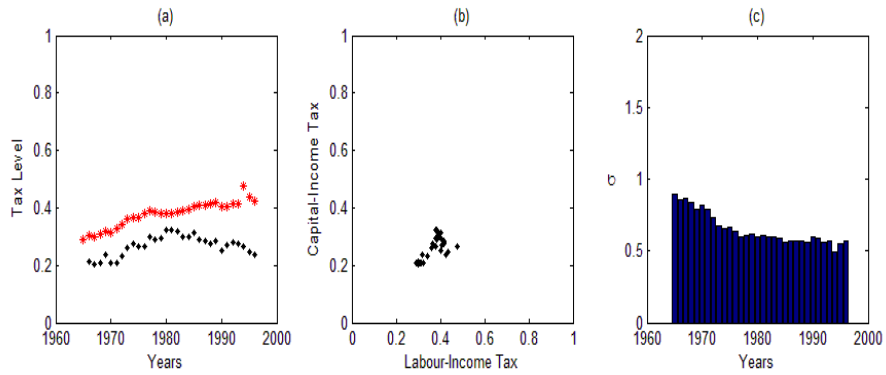 (a)
1
0.8
0.6
0.4
0.2
0
Tax Level
1960 1970 1980 1990 2000
Years
(b)
1
0.8
0.6
0.4
0.2
0
Capital-Income Tax
0 0.2 0.4 0.6 0.8 1
Labour-Income Tax
(c)
2
1.5
1
0.5
0
σ
1960 1970 1980 1990 2000
Years